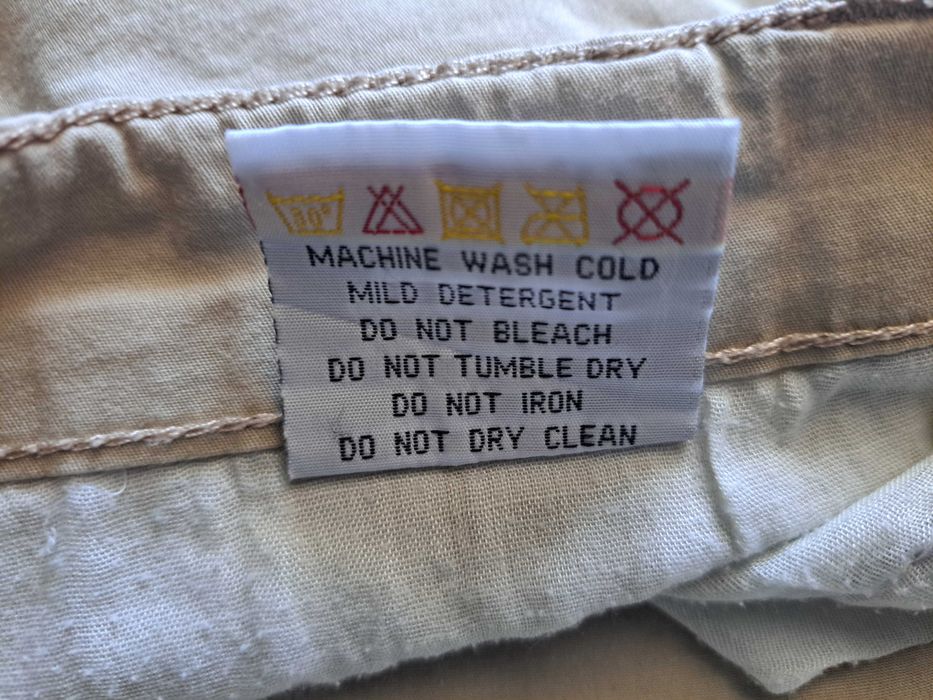 30°
MACHINE WASH COLD
MILD DETERGENT
DO NOT BLEACH
DO NOT TUMBLE DRY
DO NOT IRON
DO NOT DRY CLEAN